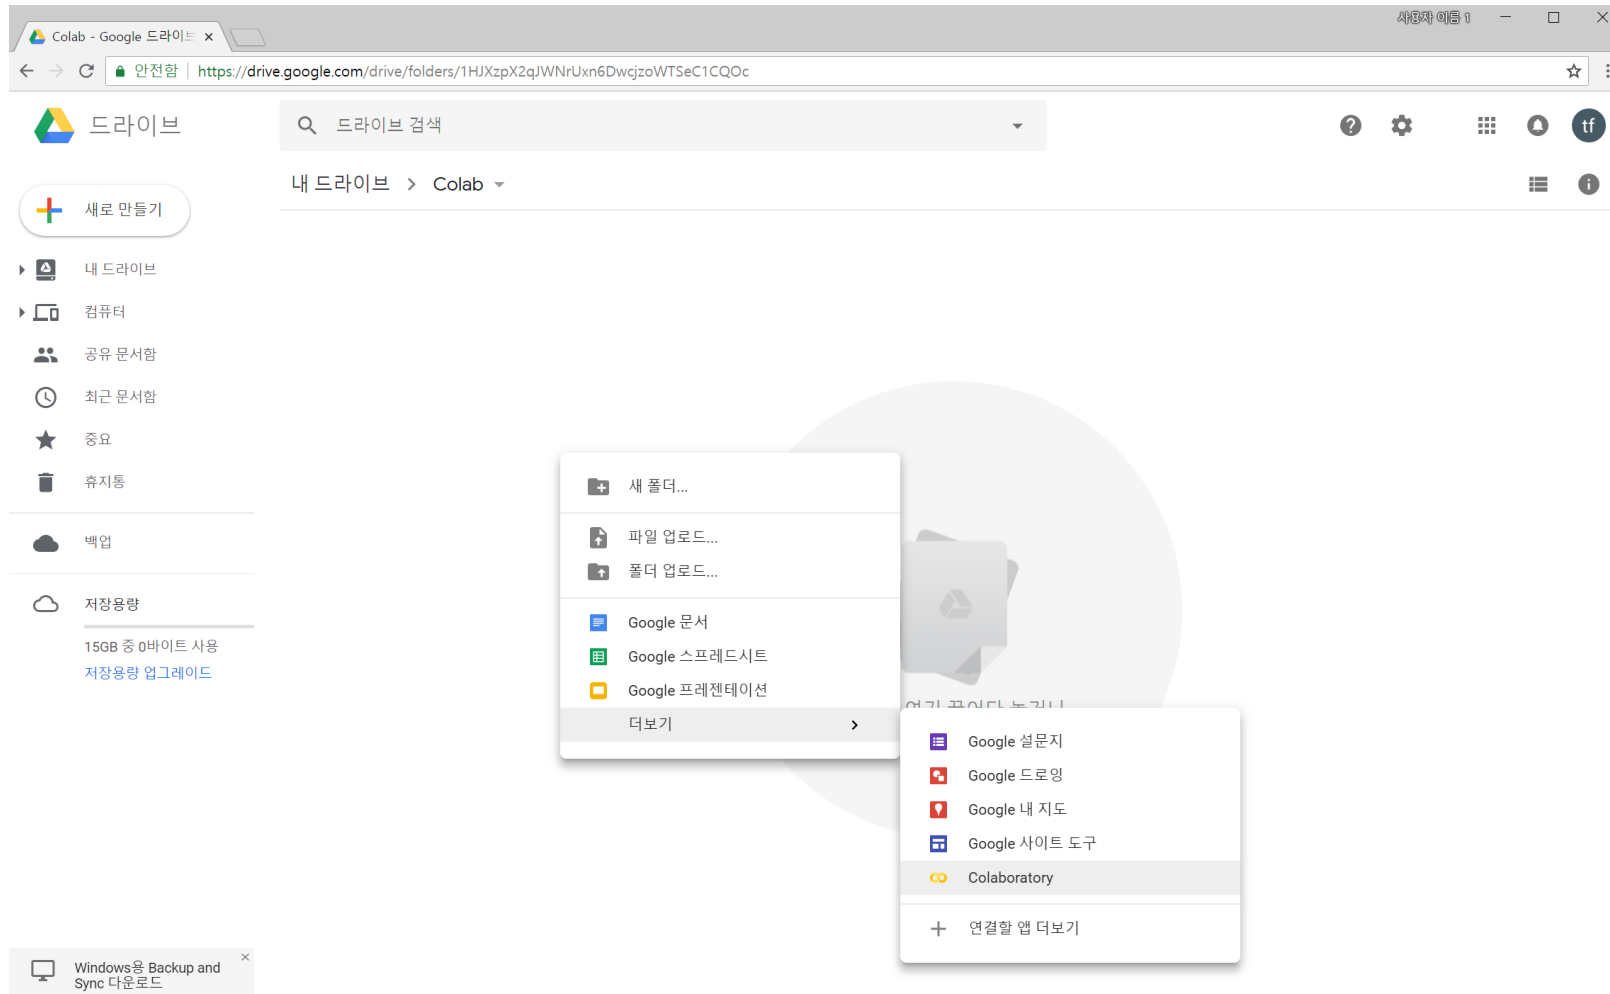 사용자 이름 1
Colab - Google 드라이브
안전함 https://drive.google.com/drive/folders/1HJXzpX2qJWNrUxn6DwcjzoWTSeC1CQOc
드라이브
드라이브 검색
tf
내 드라이브 > Colab
새로 만들기
내 드라이브
컴퓨터
공유 문서함
최근 문서함
중요
휴지통
백업
저장용량
15GB 중 0바이트 사용
저장용량 업그레이드
새 폴더...
파일 업로드...
폴더 업로드...
Google 문서
Google 스프레드시트
Google 프레젠테이션
더보기
여기 끌어다 놓거나
Google 설문지
Google 드로잉
Google 내 지도
Google 사이트 도구
Colaboratory
연결할 앱 더보기
Windows용 Backup and
Sync 다운로드